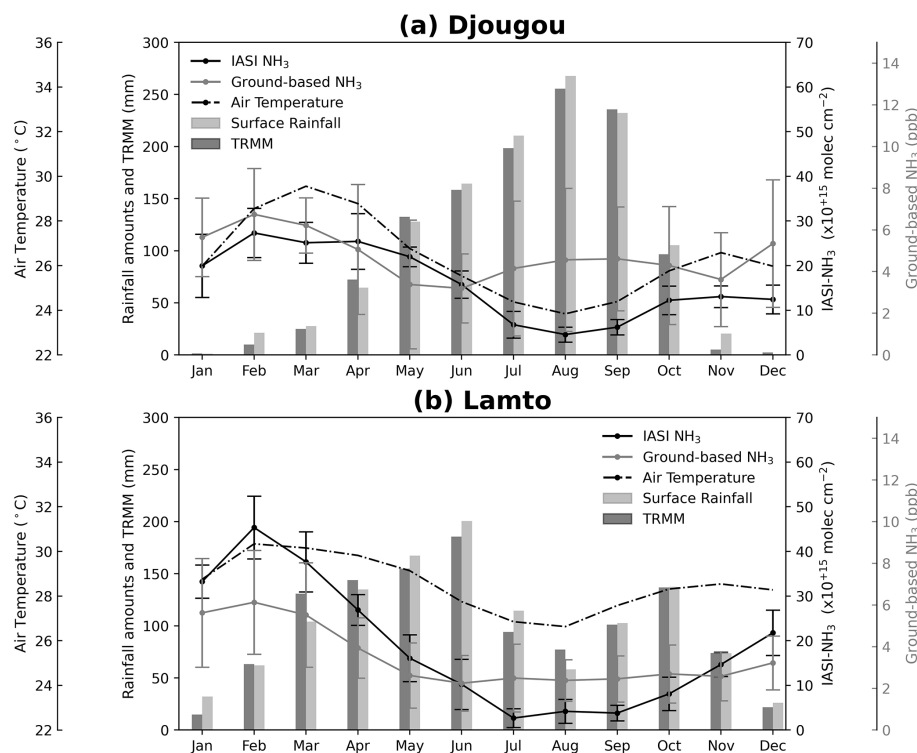 (a) Djougou
Air Temperature (°C)
36
34
32
30
28
26
24
22
Rainfall amounts and TRMM (mm)
300
250
200
150
100
50
0
IASI NH₃
Ground-based NH₃
Air Temperature
Surface Rainfall
TRMM
70
60
50
40
30
20
10
0
IASI-NH₃ (x10⁺¹⁵ molec cm⁻²)
14
12
10
8
6
4
2
0
Ground-based NH₃ (ppb)
Jan Feb Mar Apr May Jun Jul Aug Sep Oct Nov Dec
(b) Lamto
Air Temperature (°C)
36
34
32
30
28
26
24
22
Rainfall amounts and TRMM (mm)
300
250
200
150
100
50
0
IASI NH₃
Ground-based NH₃
Air Temperature
Surface Rainfall
TRMM
70
60
50
40
30
20
10
0
IASI-NH₃ (x10⁺¹⁵ molec cm⁻²)
14
12
10
8
6
4
2
0
Ground-based NH₃ (ppb)
Jan Feb Mar Apr May Jun Jul Aug Sep Oct Nov Dec